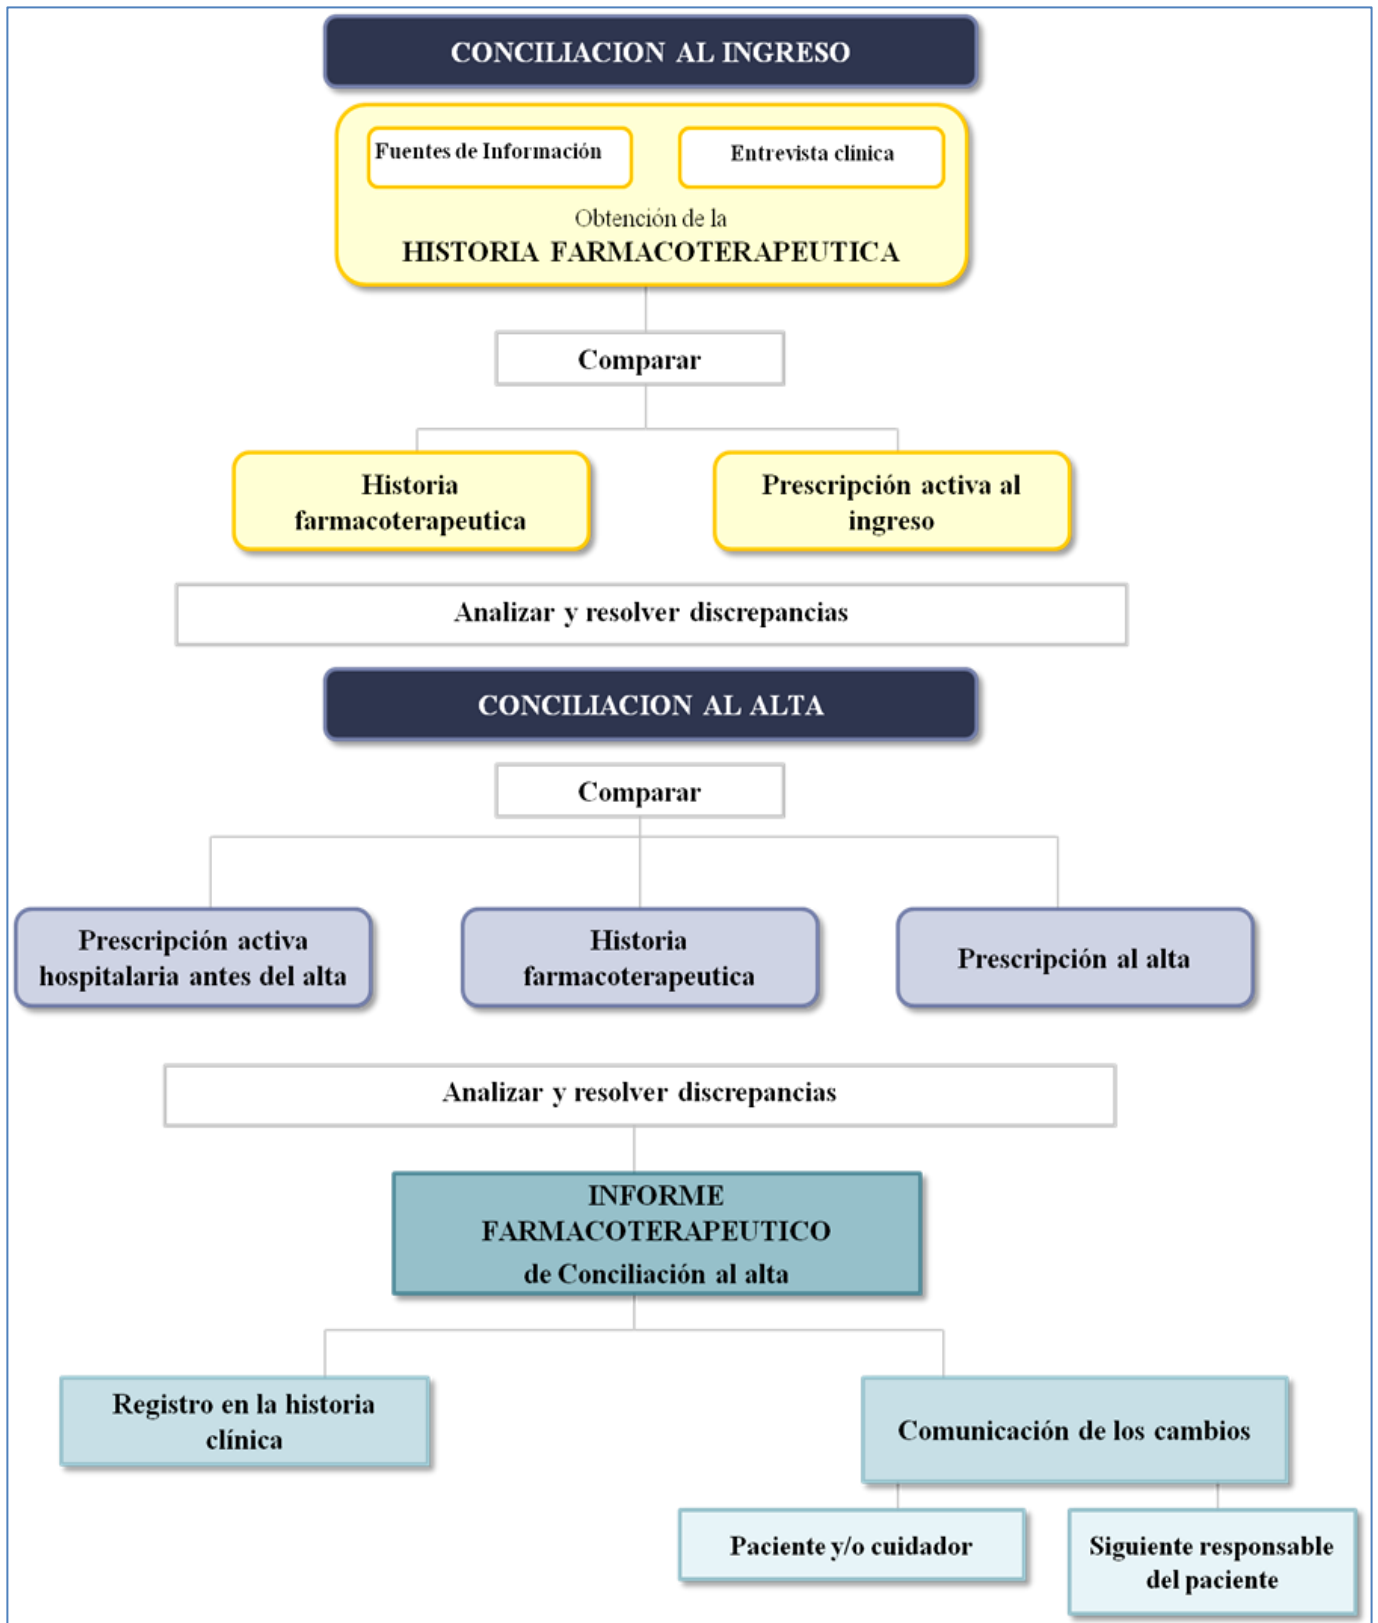 CONCILIACION AL INGRESO
Fuentes de Información
Entrevista clínica
Obtención de la
HISTORIA FARMACOTERAPEUTICA
Comparar
Historia
farmacoterapeutica
Prescripción activa al
ingreso
Analizar y resolver discrepancias
CONCILIACION AL ALTA
Comparar
Prescripción activa
hospitalaria antes del alta
Historia
farmacoterapeutica
Prescripción al alta
Analizar y resolver discrepancias
INFORME
FARMACOTERAPEUTICO
de Conciliación al alta
Registro en la historia
clínica
Comunicación de los cambios
Paciente y/o cuidador
Siguiente responsable
del paciente